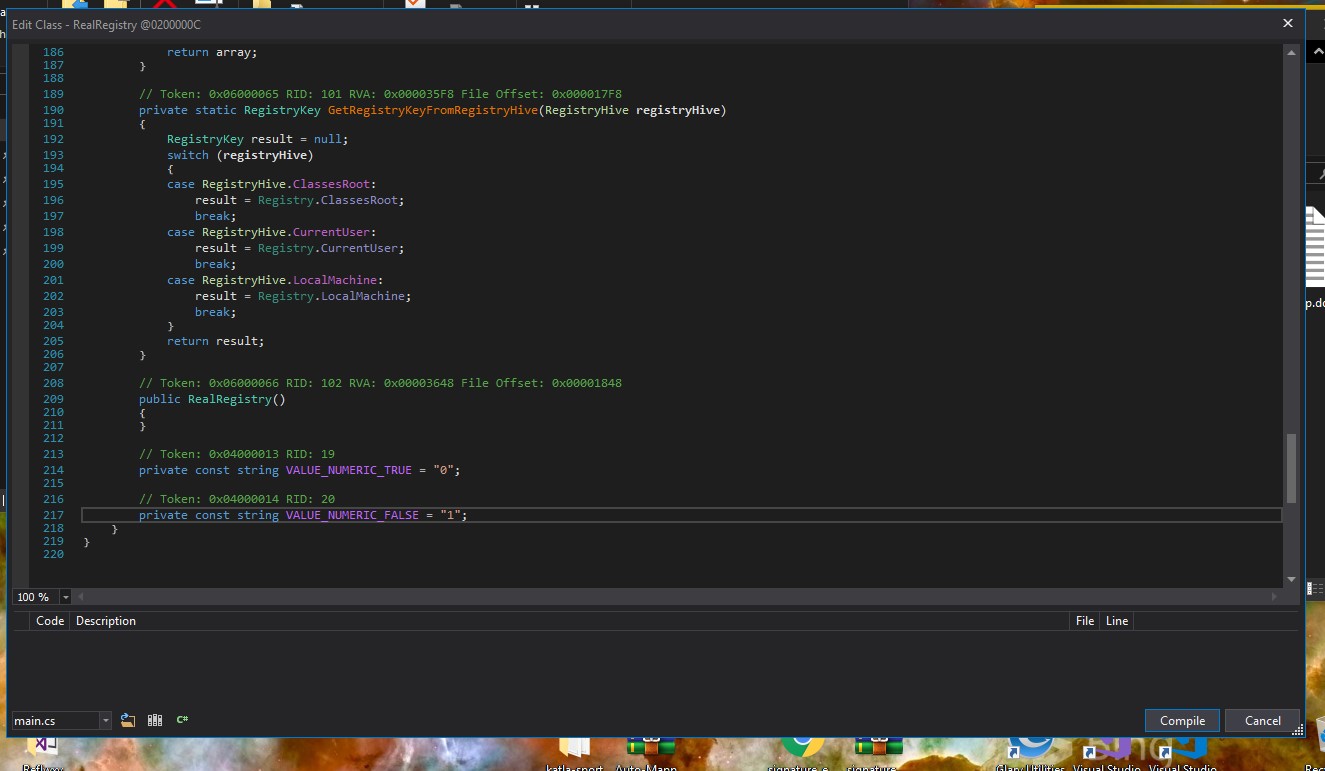 Edit Class - RealRegistry @0200000C
186 return array;
187 }
188
189 // Token: 0x06000065 RID: 101 RVA: 0x000035F8 File Offset: 0x000017F8
190 private static RegistryKey GetRegistryKeyFromRegistryHive(RegistryHive registryHive)
191 {
192 RegistryKey result = null;
193 switch (registryHive)
194 {
195 case RegistryHive.ClassesRoot:
196 result = Registry.ClassesRoot;
197 break;
198 case RegistryHive.CurrentUser:
199 result = Registry.CurrentUser;
200 break;
201 case RegistryHive.LocalMachine:
202 result = Registry.LocalMachine;
203 break;
204 }
205 return result;
206 }
207
208 // Token: 0x06000066 RID: 102 RVA: 0x00003648 File Offset: 0x00001848
209 public RealRegistry()
210 {
211 }
212
213 // Token: 0x04000013 RID: 19
214 private const string VALUE_NUMERIC_TRUE = "0";
215
216 // Token: 0x04000014 RID: 20
217 private const string VALUE_NUMERIC_FALSE = "1";
218 }
219 }
220
100 %
Code Description File Line
main.cs C# Compile Cancel
katla-sport Auto-Mann signature_e signature Glary Utilities Visual Studio Visual Studio